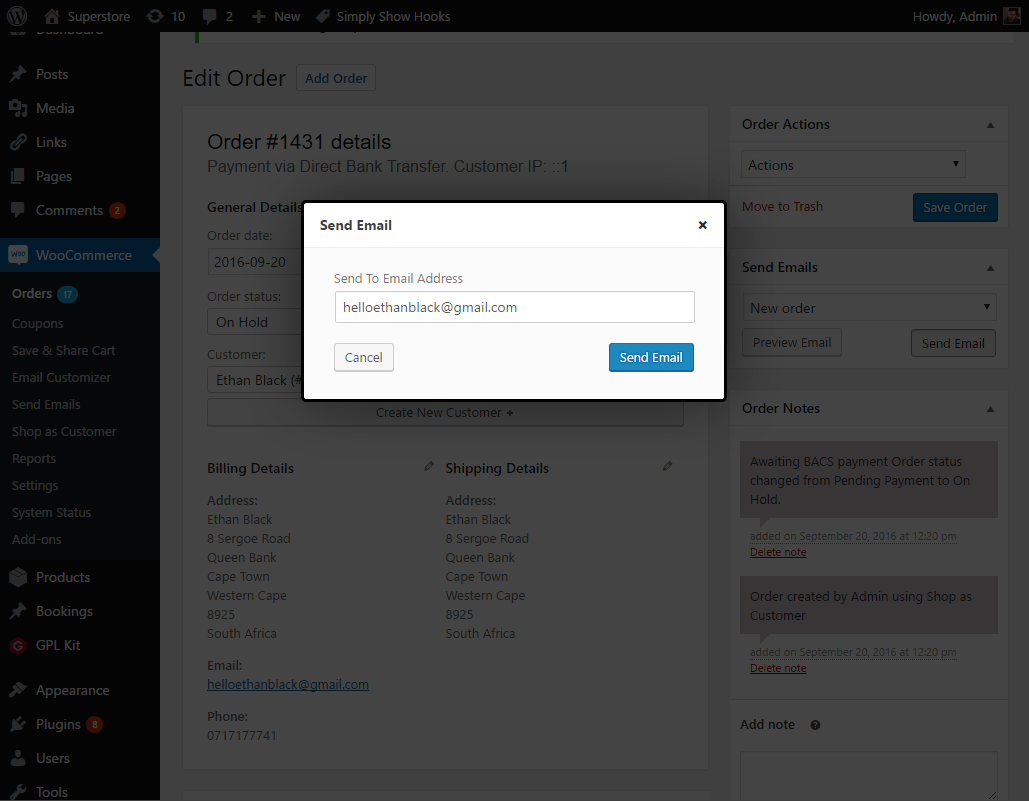 Superstore
10
2
New
Simply Show Hooks
Howdy, Admin
Dashboard
Posts
Media
Links
Pages
Comments 2
WooCommerce
Orders 17
Coupons
Save & Share Cart
Email Customizer
Send Emails
Shop as Customer
Reports
Settings
System Status
Add-ons
Products
Bookings
GPL Kit
Appearance
Plugins 8
Users
Tools
Edit Order
Add Order
Order #1431 details
Payment via Direct Bank Transfer. Customer IP: ::1
General Details
Order date:
2016-09-20
Order status:
On Hold
Customer:
Ethan Black (#
Create New Customer +
Send Email
×
Send To Email Address
helloethanblack@gmail.com
Cancel
Send Email
Billing Details
Address:
Ethan Black
8 Sergoe Road
Queen Bank
Cape Town
Western Cape
8925
South Africa
Email:
helloethanblack@gmail.com
Phone:
0717177741
Shipping Details
Address:
Ethan Black
8 Sergoe Road
Queen Bank
Cape Town
Western Cape
8925
South Africa
Order Actions
Actions
Move to Trash
Save Order
Send Emails
New order
Preview Email
Send Email
Order Notes
Awaiting BACS payment Order status
changed from Pending Payment to On
Hold.
added on September 20, 2016 at 12:20 pm
Delete note
Order created by Admin using Shop as
Customer
added on September 20, 2016 at 12:20 pm
Delete note
Add note ?